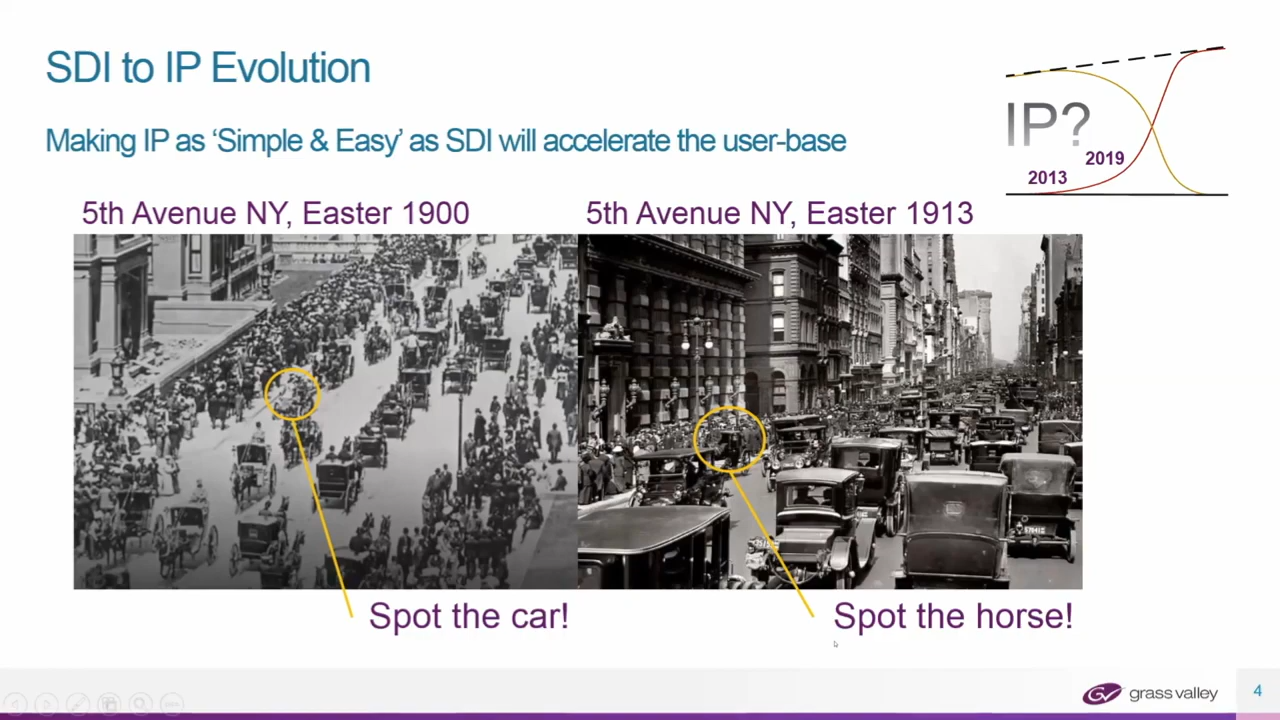 SDI to IP Evolution
Making IP as ‘Simple & Easy’ as SDI will accelerate the user-base
IP?
2019
2013
5th Avenue NY, Easter 1900
5th Avenue NY, Easter 1913
Spot the car!
Spot the horse!
GV grass valley
4